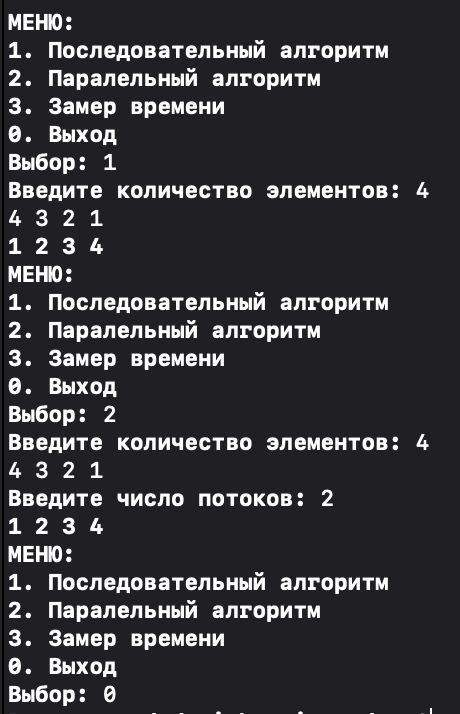 МЕНЮ:
1. Последовательный алгоритм
2. Паралельный алгоритм
3. Замер времени
0. Выход
Выбор: 1
Введите количество элементов: 4
4 3 2 1
1 2 3 4
МЕНЮ:
1. Последовательный алгоритм
2. Паралельный алгоритм
3. Замер времени
0. Выход
Выбор: 2
Введите количество элементов: 4
4 3 2 1
Введите число потоков: 2
1 2 3 4
МЕНЮ:
1. Последовательный алгоритм
2. Паралельный алгоритм
3. Замер времени
0. Выход
Выбор: 0